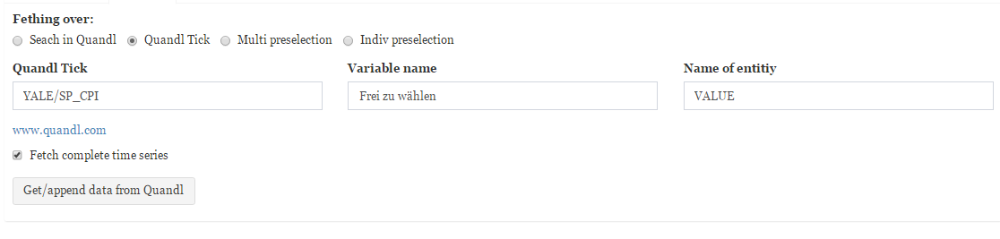 Fething over:
Seach in Quandl Quandl Tick Multi preselection Indiv preselection
Quandl Tick Variable name Name of entitiy
YALE/SP_CPI Frei zu wählen VALUE
www.quandl.com
Fetch complete time series
Get/append data from Quandl